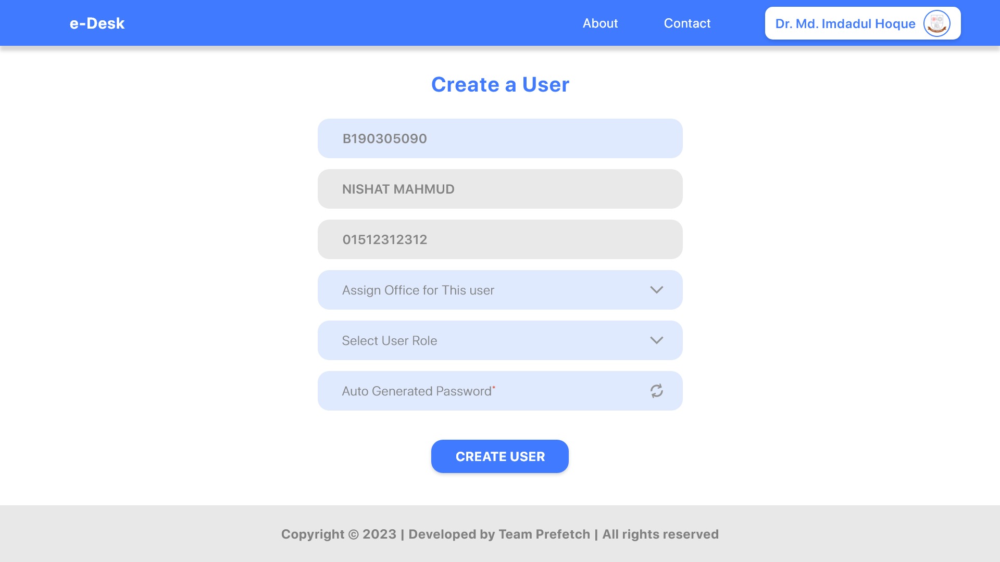 e-Desk
About
Contact
Dr. Md. Imdadul Hoque
Create a User
B190305090
NISHAT MAHMUD
01512312312
Assign Office for This user
Select User Role
Auto Generated Password*
CREATE USER
Copyright © 2023 | Developed by Team Prefetch | All rights reserved